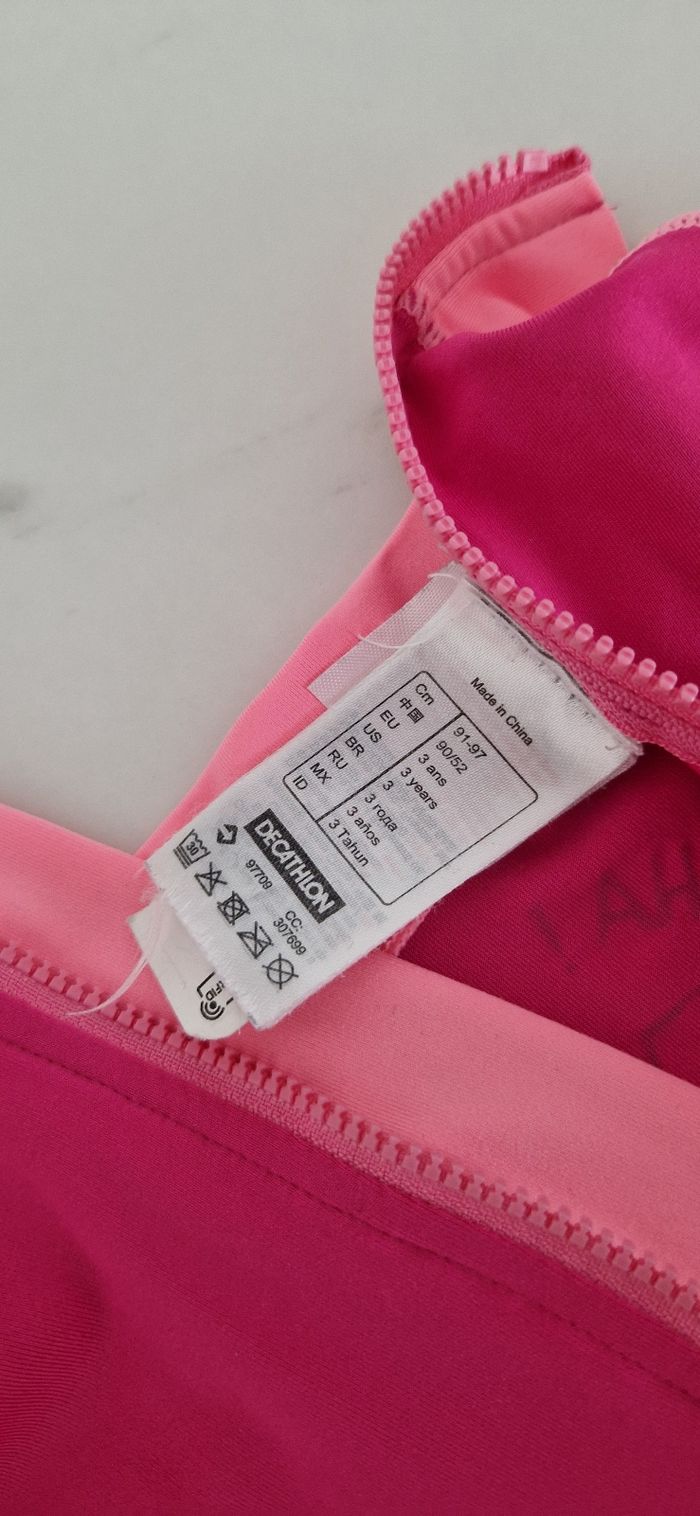 Made in China
Cm 91-97
中国 90/52
EU 3 ans
US 3 years
BR 3
RU 3 года
MX 3 años
ID 3 Tahun
DECATHLON
97709
CC:
307699
30